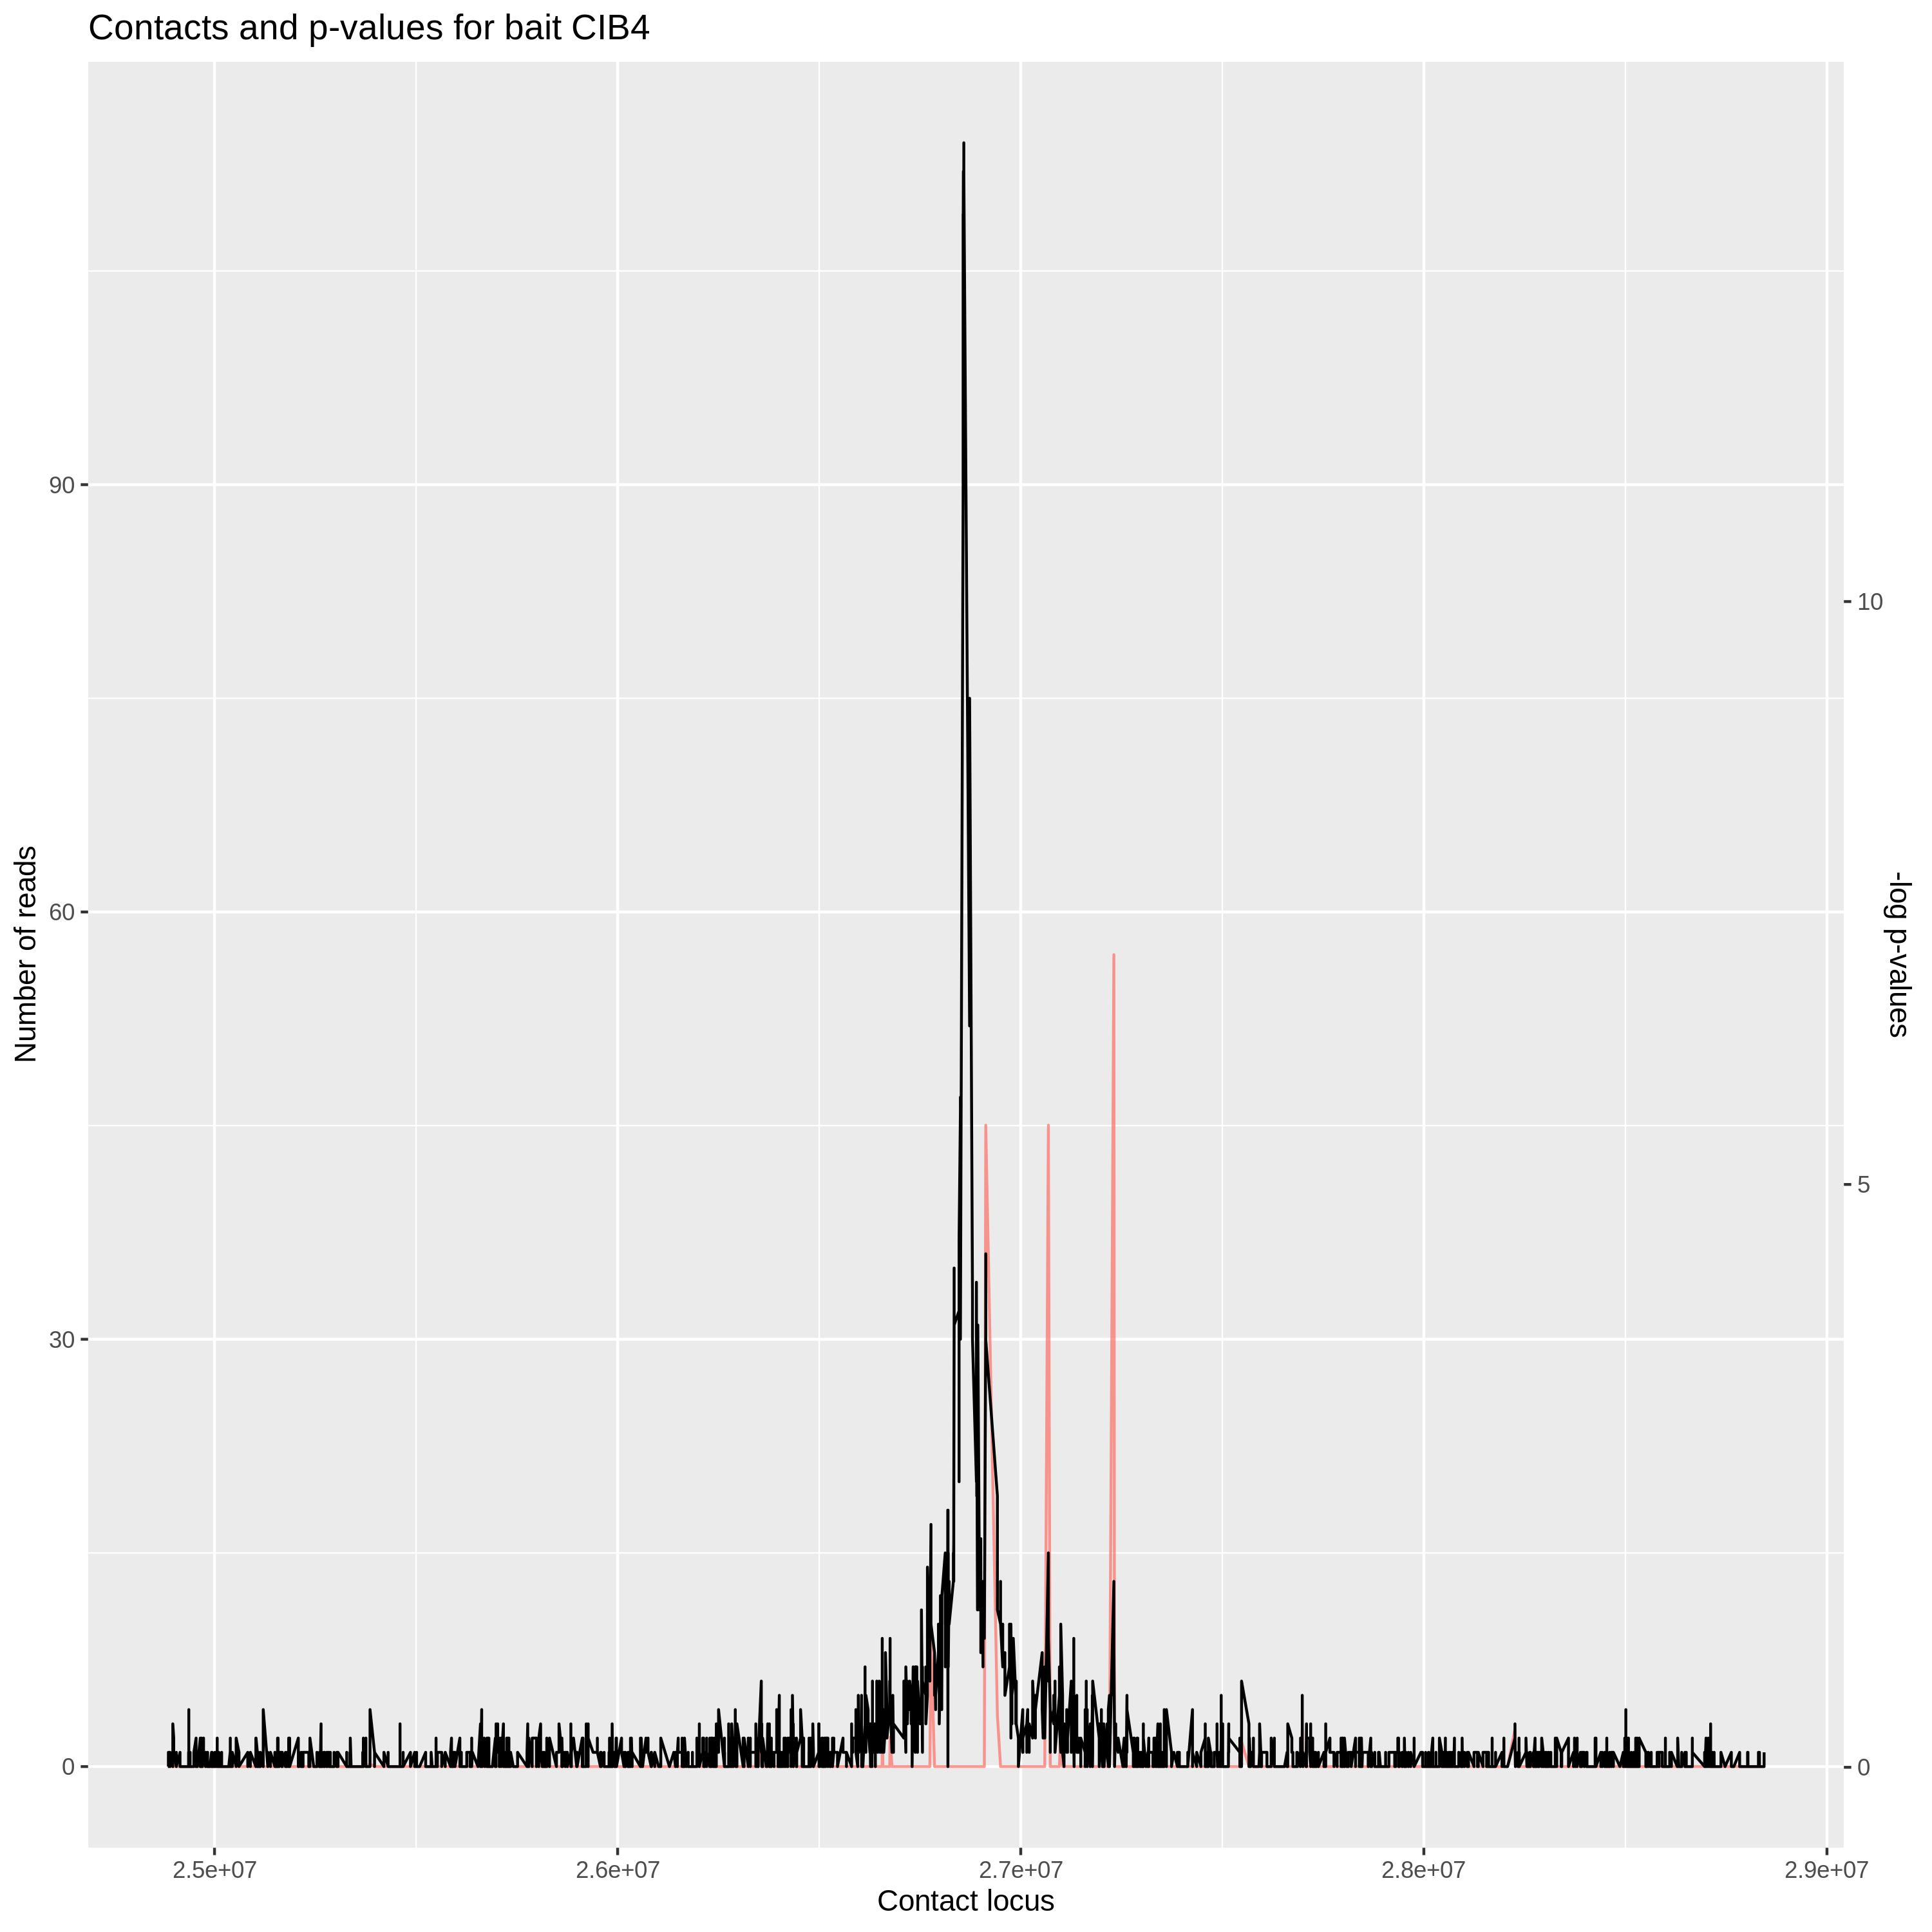 Contacts and p-values for bait CIB4
90
60
30
0
Number of reads
10
5
0
-log p-values
2.5e+07 2.6e+07 2.7e+07 2.8e+07 2.9e+07
Contact locus